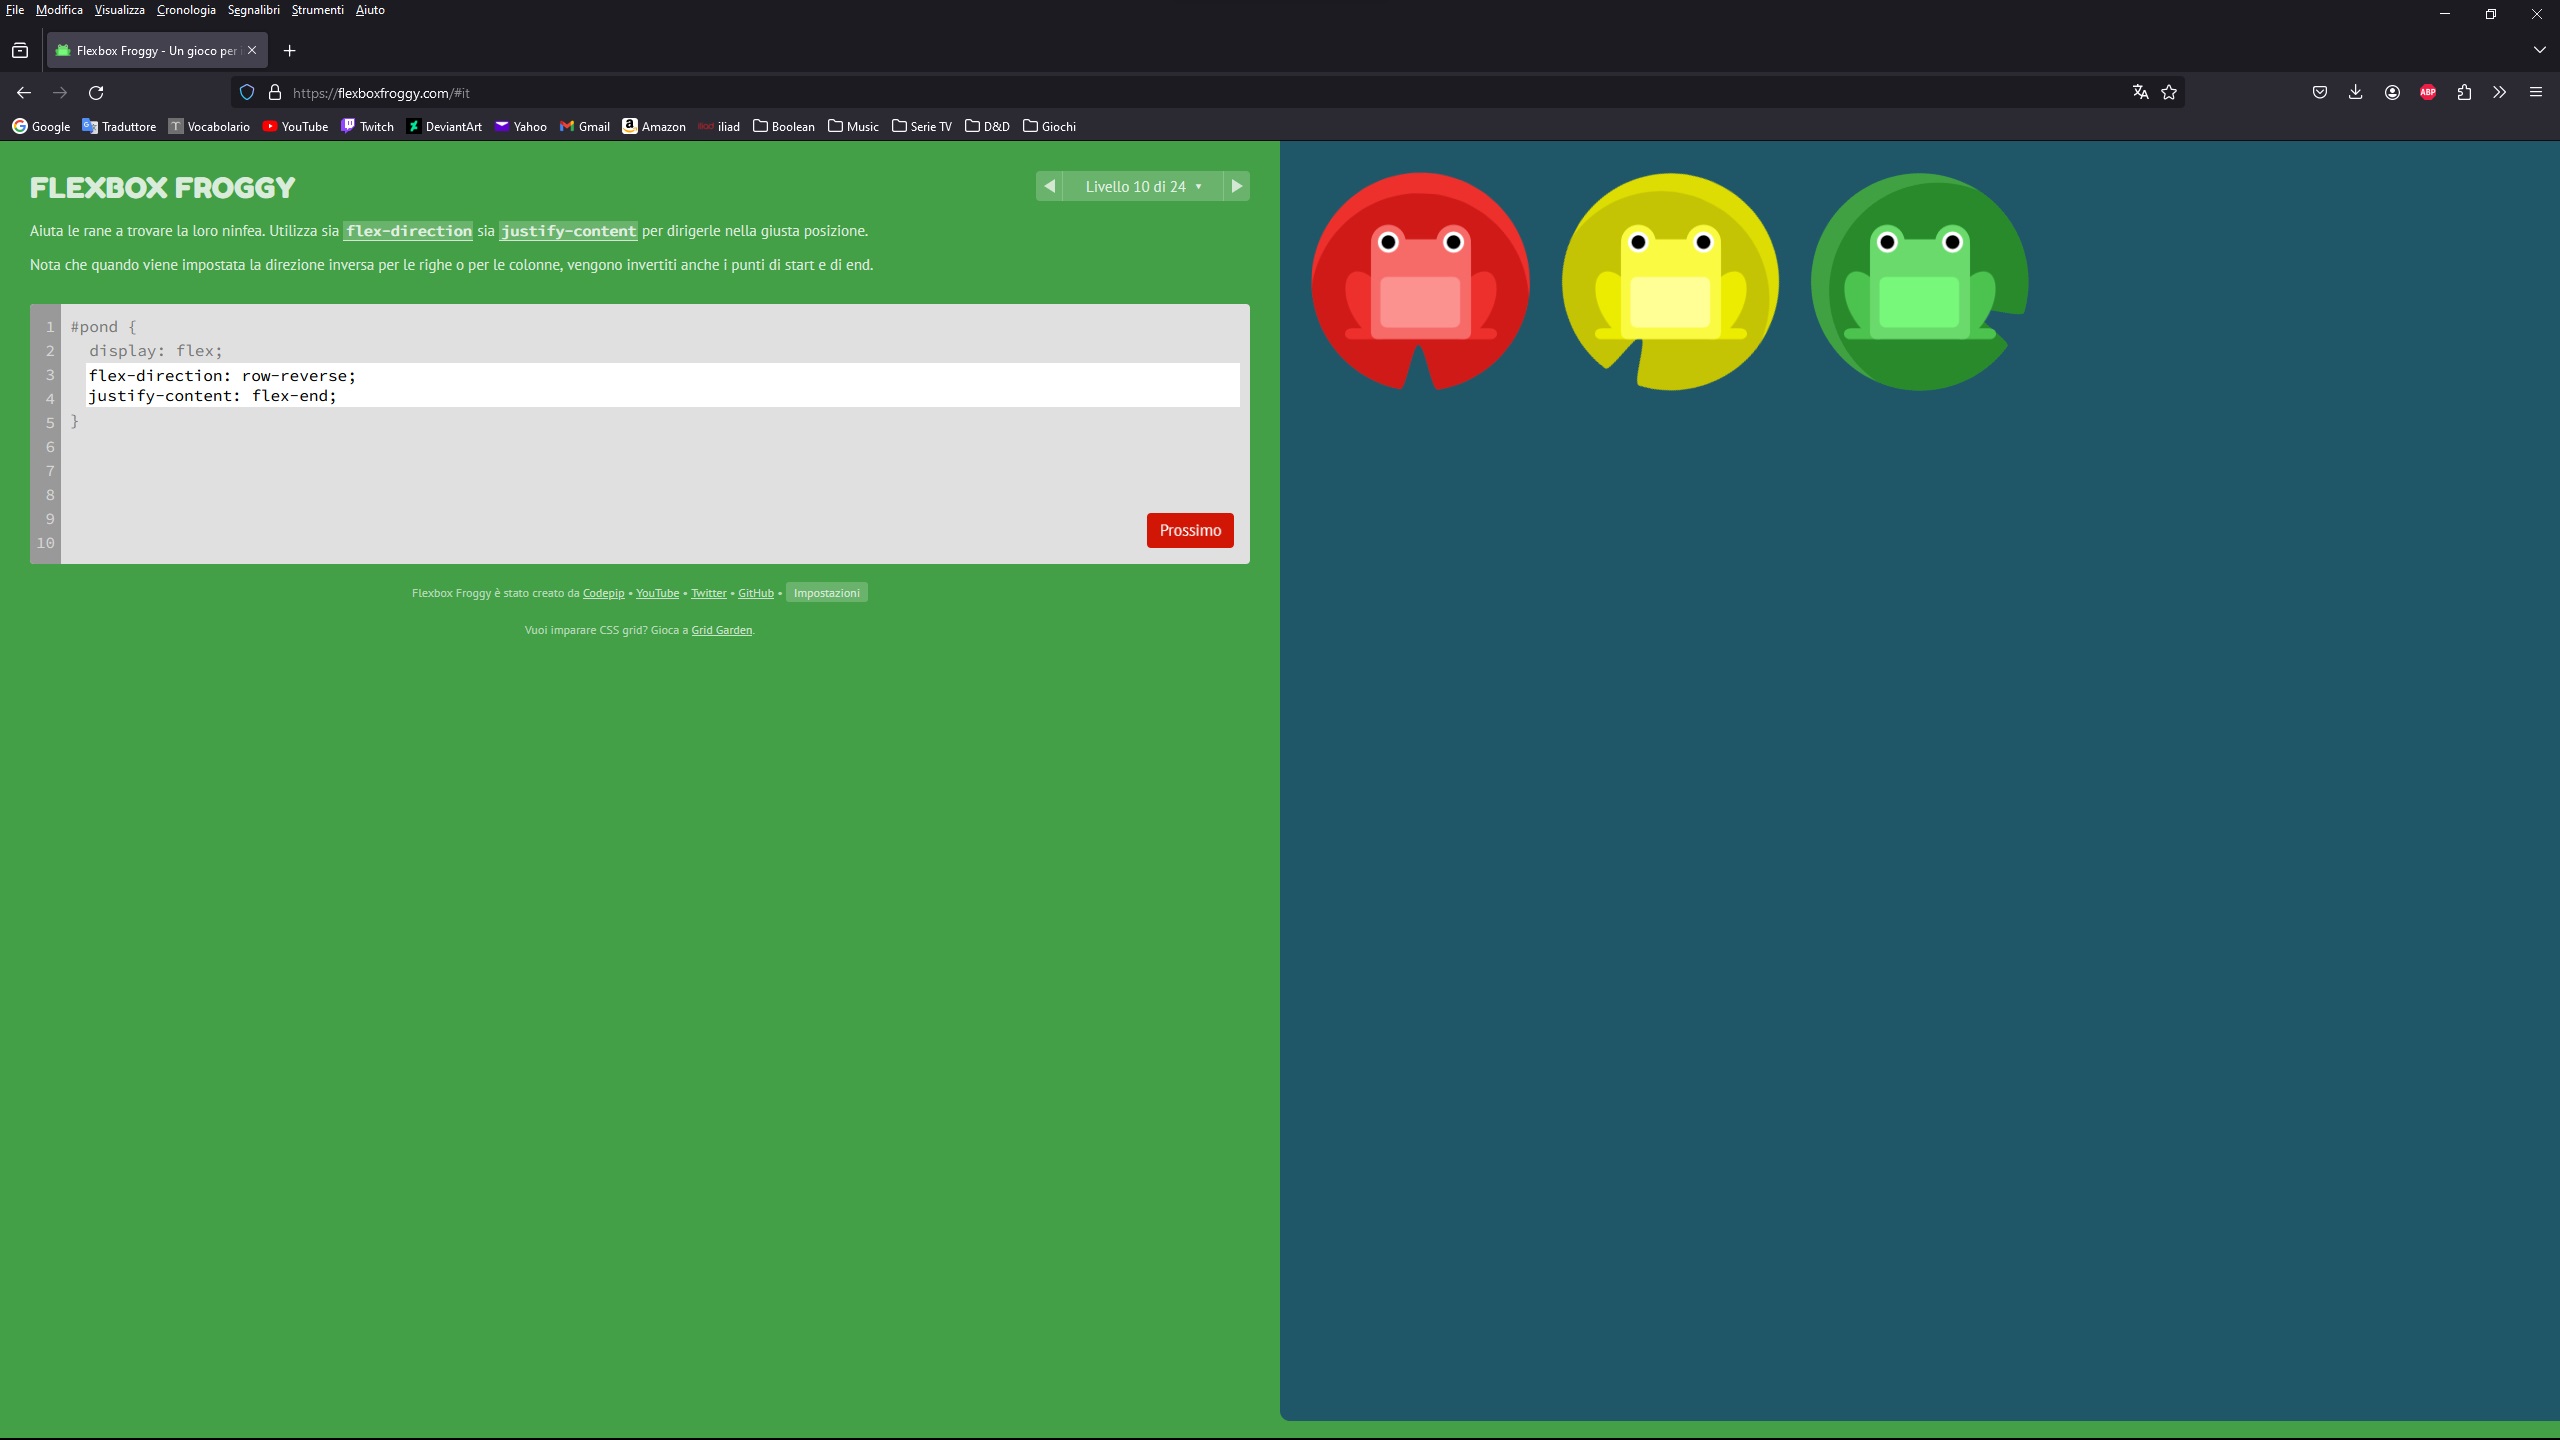 File Modifica Visualizza Cronologia Segnalibri Strumenti Aiuto
Flexbox Froggy - Un gioco per i
https://flexboxfroggy.com/#it
ABP
Google Traduttore T Vocabolario YouTube Twitch DeviantArt Yahoo Gmail Amazon iliad iliad Boolean Music Serie TV D&D Giochi
FLEXBOX FROGGY
Livello 10 di 24
Aiuta le rane a trovare la loro ninfea. Utilizza sia flex-direction sia justify-content per dirigerle nella giusta posizione.
Nota che quando viene impostata la direzione inversa per le righe o per le colonne, vengono invertiti anche i punti di start e di end.
1 #pond {
2 display: flex;
3 flex-direction: row-reverse;
4 justify-content: flex-end;
5 }
6
7
8
9
10
Prossimo
Flexbox Froggy è stato creato da Codepip • YouTube • Twitter • GitHub • Impostazioni
Vuoi imparare CSS grid? Gioca a Grid Garden.